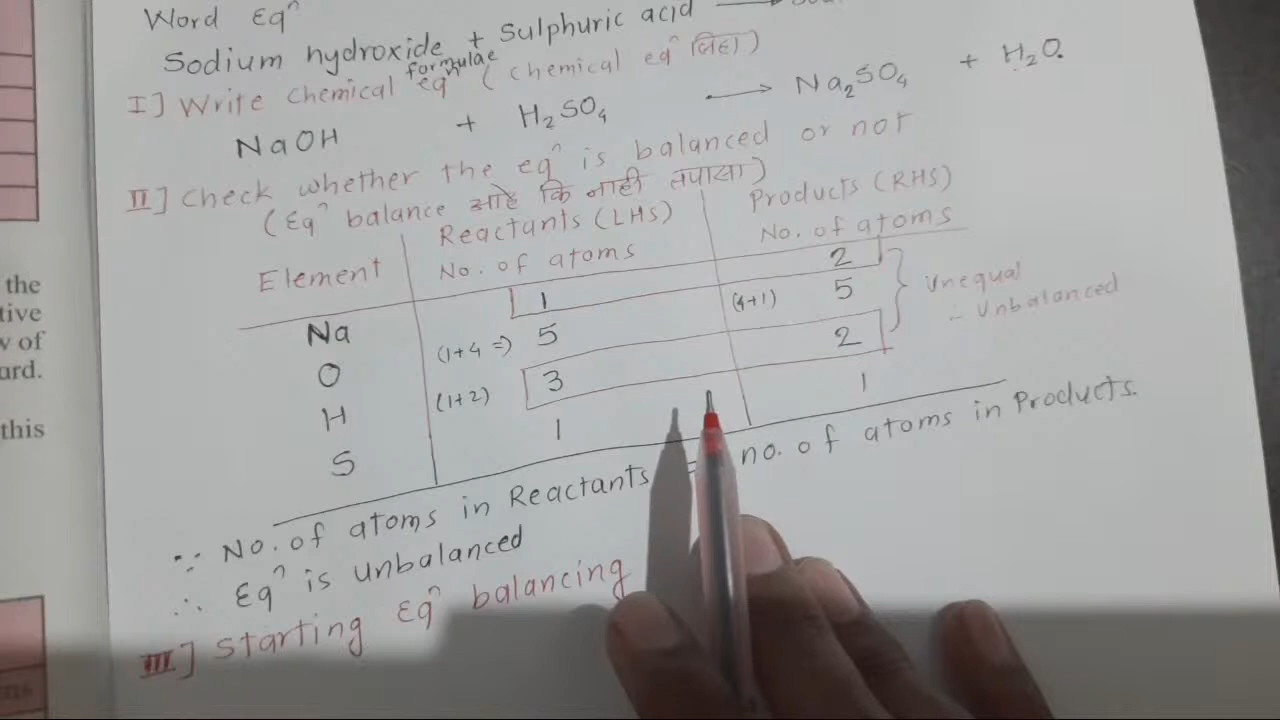 Word Eqⁿ
Sodium hydroxide + Sulphuric acid ⟶
I] Write chemical formulae eqⁿ (chemical eqⁿ लिहा)
NaOH + H₂SO₄ ⟶ Na₂SO₄ + H₂O
II] Check whether the eqⁿ is balanced or not
(Eqⁿ balance आहे कि नाही तपासा)
Element Reactants (LHS) No. of atoms Products (RHS) No. of atoms
Na 1 2
O (1+4 =) 5 (4+1) 5
H (1+2) 3 2
S 1 1
Unequal
∴ Unbalanced
∵ No. of atoms in Reactants no. of atoms in Products.
∴ Eqⁿ is unbalanced
III] Starting Eqⁿ balancing
the
tive
w of
ard.
this